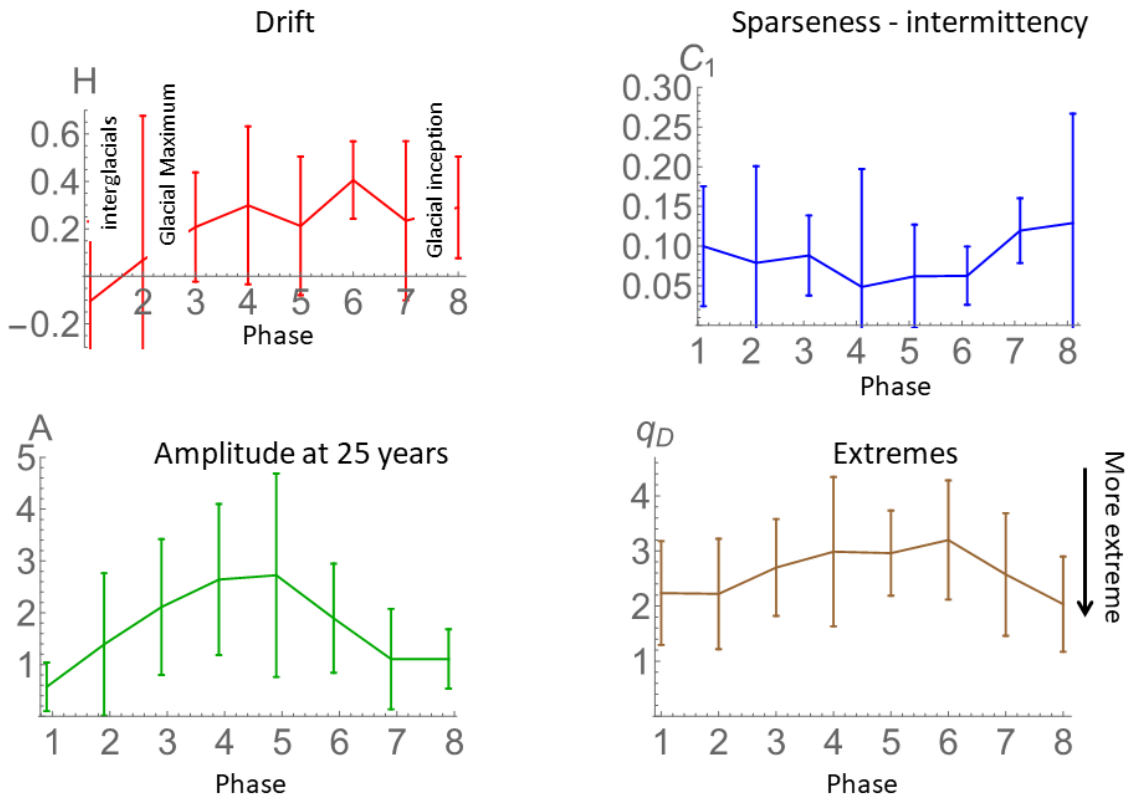 Drift
H
0.6
0.4
0.2
−0.2
interglacials
Glacial Maximum
Glacial inception
2 3 4 5 6 7 8
Phase
Sparseness - intermittency
C1
0.30
0.25
0.20
0.15
0.10
0.05
1 2 3 4 5 6 7 8
Phase
A
Amplitude at 25 years
5
4
3
2
1
1 2 3 4 5 6 7 8
Phase
qD
Extremes
4
3
2
1
1 2 3 4 5 6 7 8
Phase
More extreme